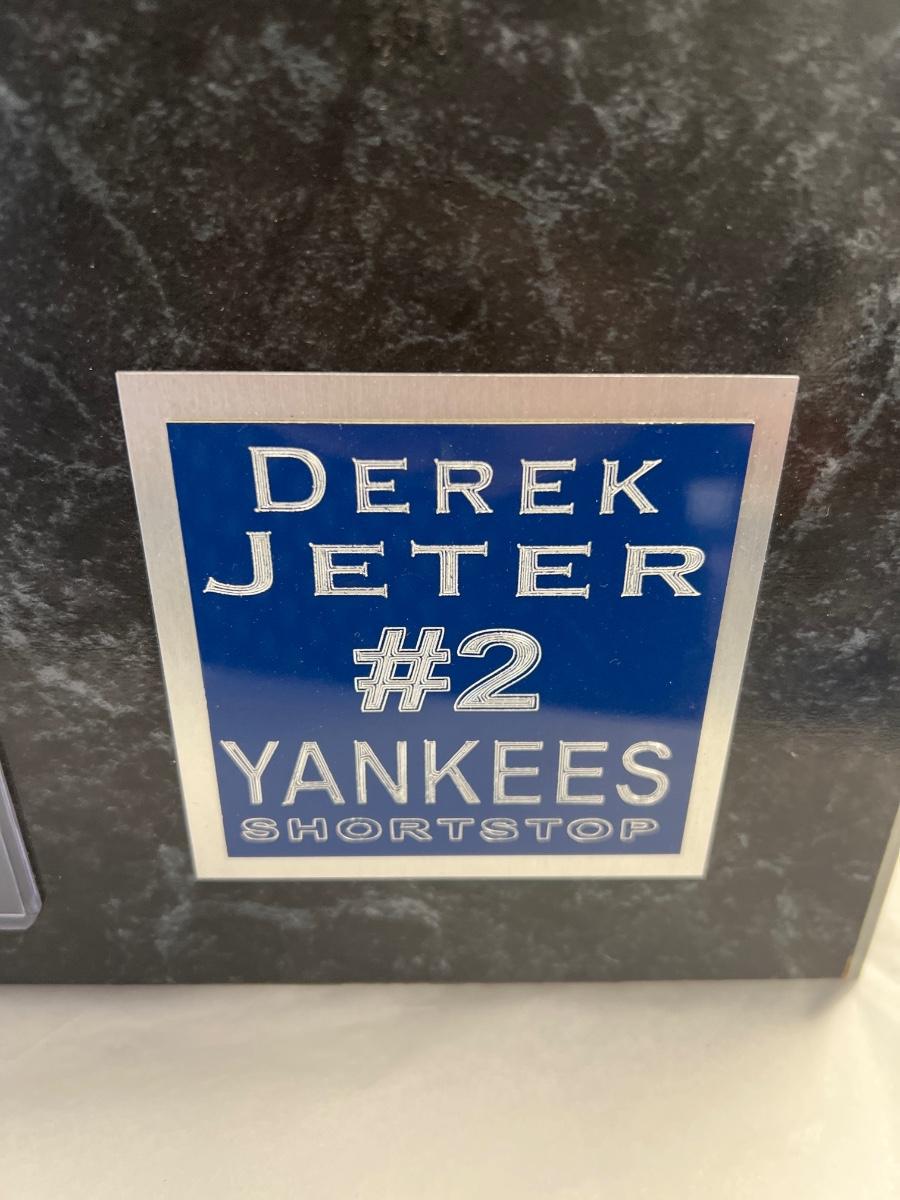 DEREK
JETER
#2
YANKEES
SHORTSTOP